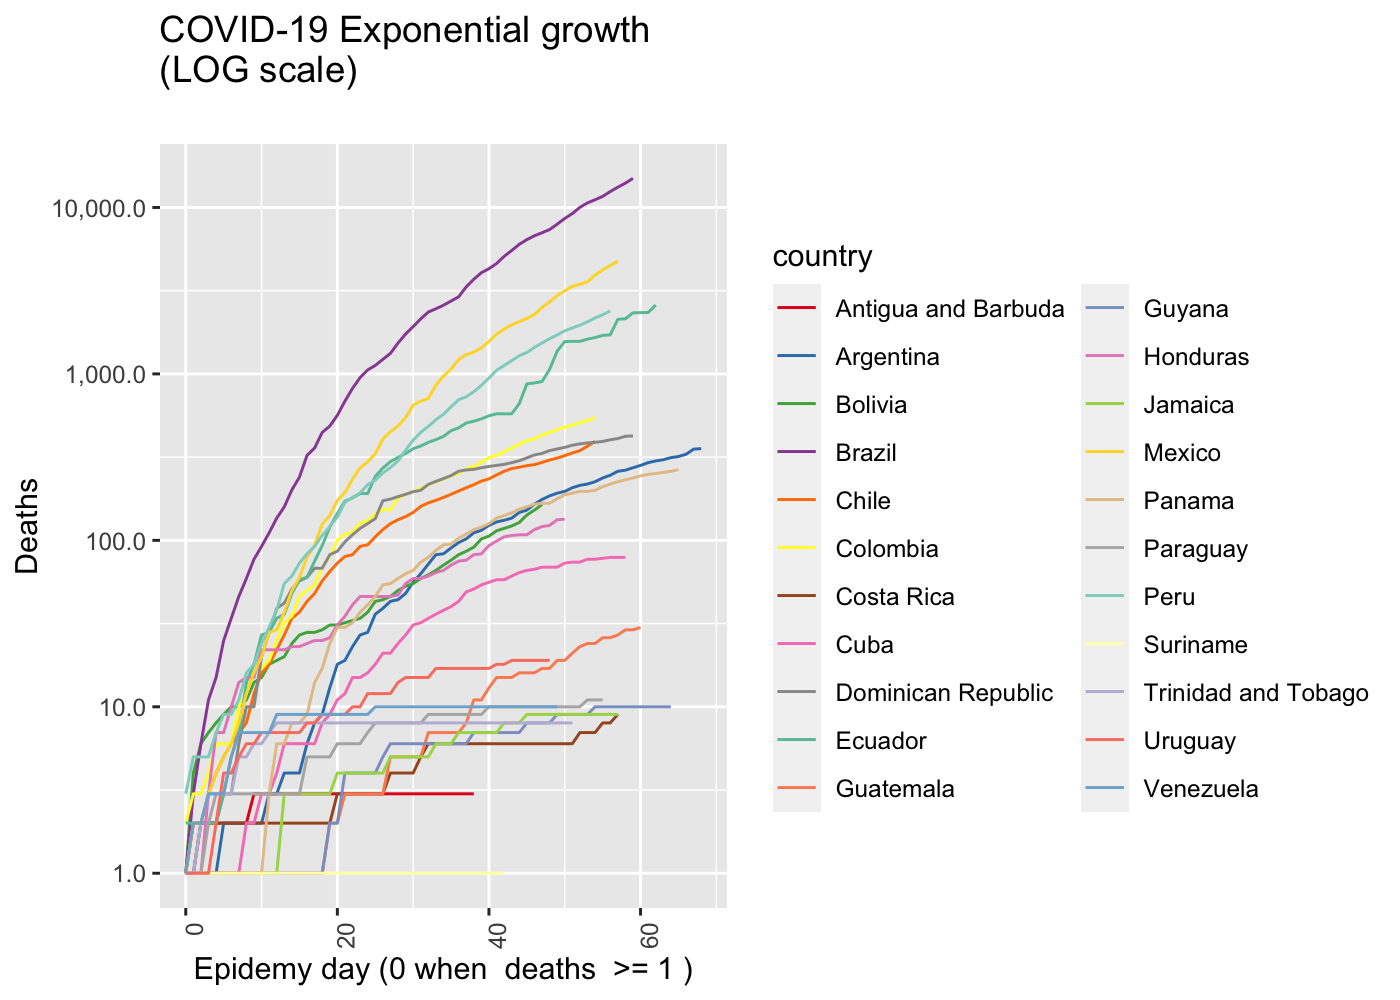 COVID-19 Exponential growth
(LOG scale)
10,000.0
1,000.0
100.0
10.0
1.0
Deaths
0
20
40
60
Epidemy day (0 when  deaths  >= 1 )
country
Antigua and Barbuda
Argentina
Bolivia
Brazil
Chile
Colombia
Costa Rica
Cuba
Dominican Republic
Ecuador
Guatemala
Guyana
Honduras
Jamaica
Mexico
Panama
Paraguay
Peru
Suriname
Trinidad and Tobago
Uruguay
Venezuela